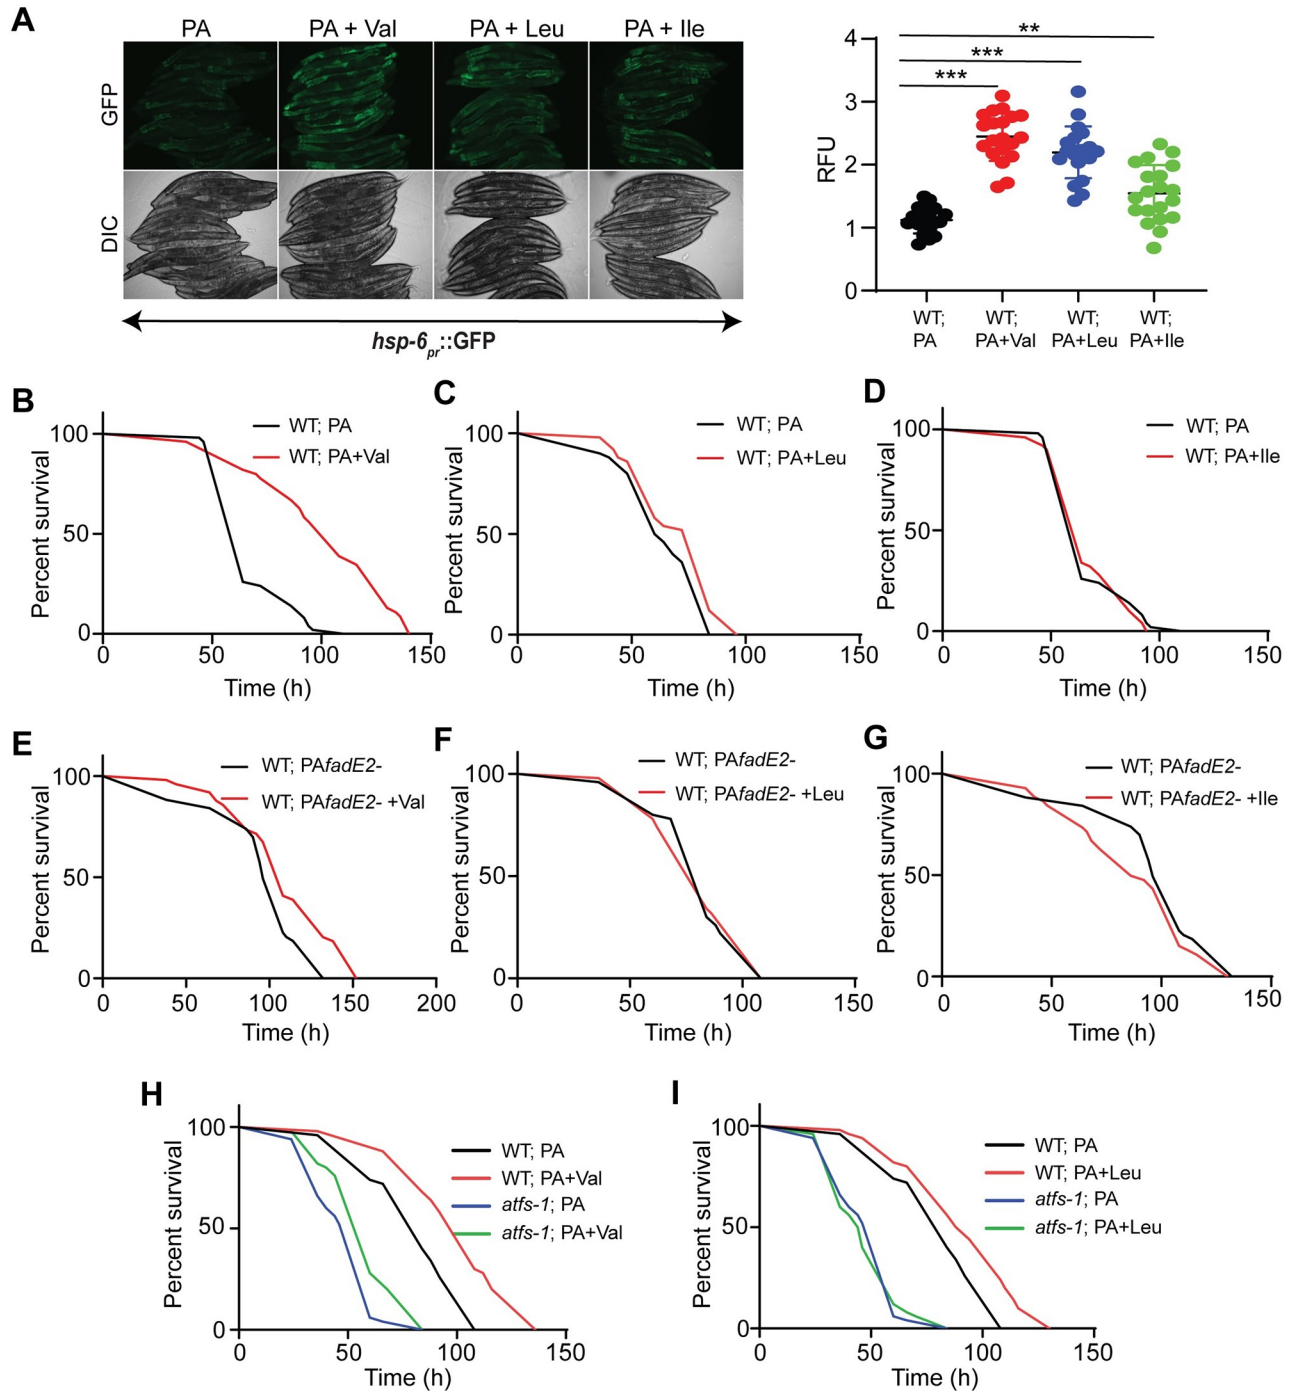 A
PA
PA + Val
PA + Leu
PA + Ile
GFP
DIC
hsp-6pr::GFP
RFU
4
3
2
1
0
**
***
***
WT;
PA
WT;
PA+Val
WT;
PA+Leu
WT;
PA+Ile
B
Percent survival
100
50
0
0
50
100
150
Time (h)
WT; PA
WT; PA+Val
C
Percent survival
100
50
0
0
50
100
150
Time (h)
WT; PA
WT; PA+Leu
D
Percent survival
100
50
0
0
50
100
150
Time (h)
WT; PA
WT; PA+Ile
E
Percent survival
100
50
0
0
50
100
150
200
Time (h)
WT; PAfadE2-
WT; PAfadE2- +Val
F
Percent survival
100
50
0
0
50
100
150
Time (h)
WT; PAfadE2-
WT; PAfadE2- +Leu
G
Percent survival
100
50
0
0
50
100
150
Time (h)
WT; PAfadE2-
WT; PAfadE2- +Ile
H
Percent survival
100
50
0
0
50
100
150
Time (h)
WT; PA
WT; PA+Val
atfs-1; PA
atfs-1; PA+Val
I
Percent survival
100
50
0
0
50
100
150
Time (h)
WT; PA
WT; PA+Leu
atfs-1; PA
atfs-1; PA+Leu